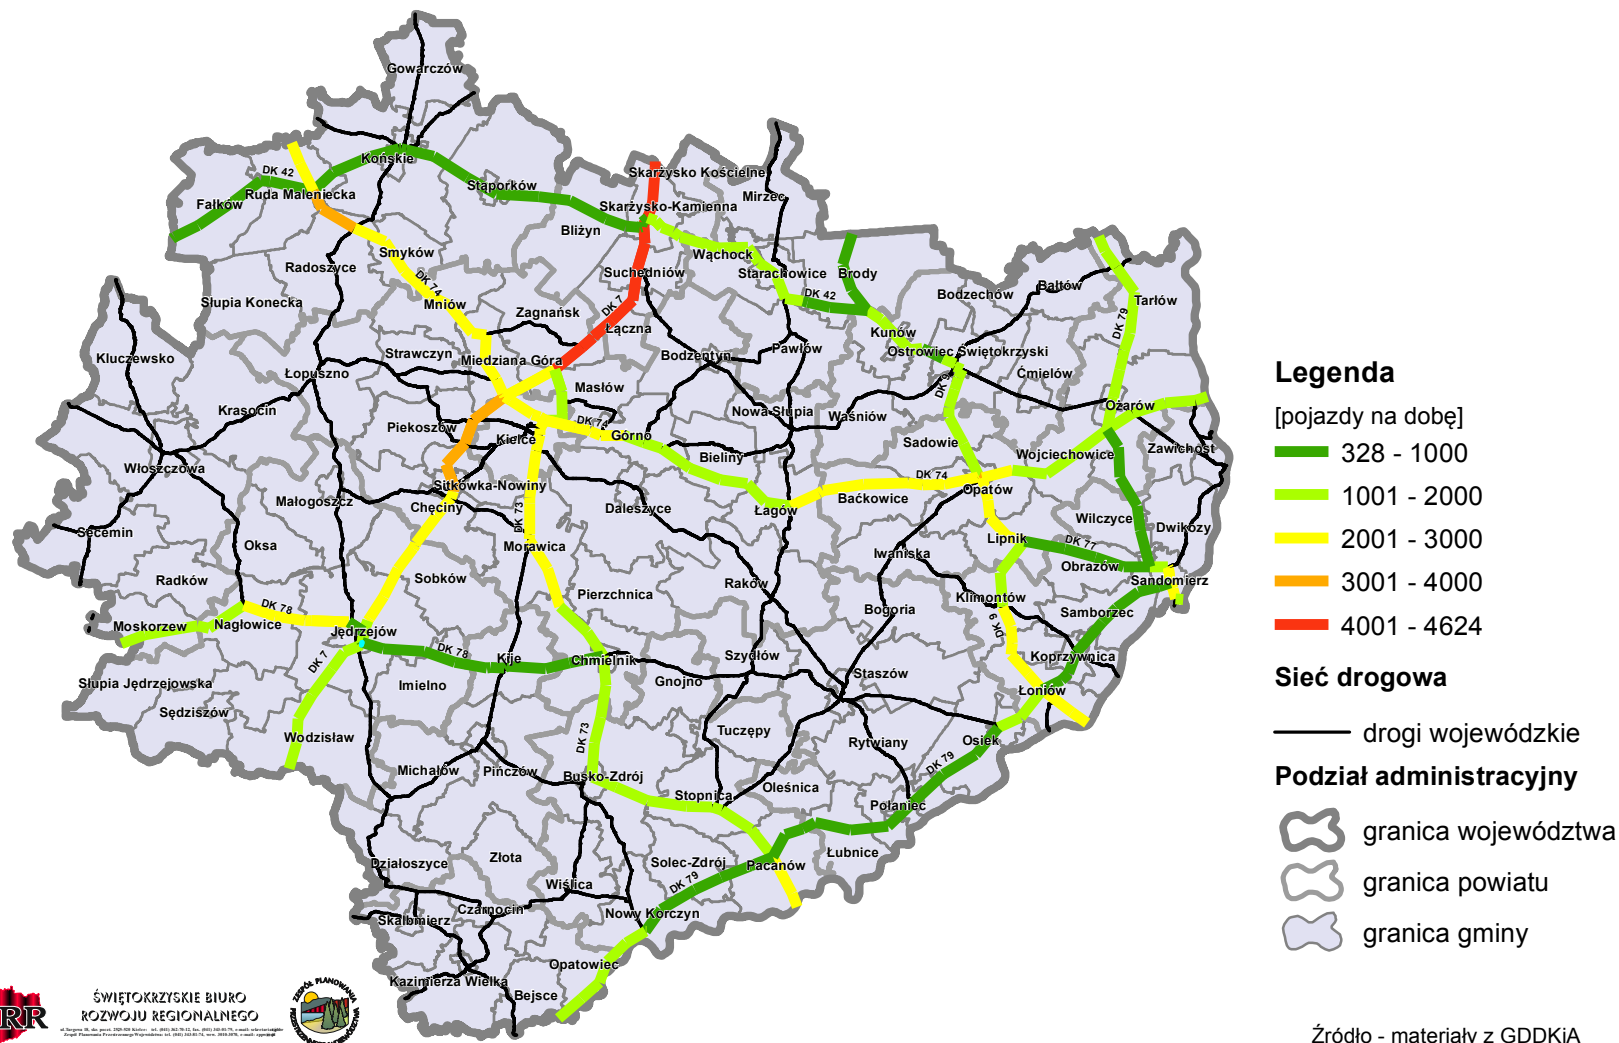 Gowarczów
Końskie
DK 42
Ruda Maleniecka
Fałków
Stąporków
Skarżysko Kościelne
Skarżysko-Kamienna
Mirzec
Bliżyn
Wąchock
Smyków
Radoszyce
Suchedniów
Starachowice
Brody
DK 74
Słupia Konecka
Mniów
Zagnańsk
DK 7
Łączna
DK 42
Bodzechów
Bałtów
Tarłów
DK 79
Kunów
Ostrowiec Świętokrzyski
Kluczewsko
Strawczyn
Miedziana Góra
Bodzentyn
Pawłów
Łopuszno
Masłów
DK 9
Ćmielów
Krasocin
Nowa Słupia
Waśniów
Ożarów
Piekoszów
Kielce
DK 74
Górno
Sadowie
Zawichost
Włoszczowa
Bieliny
Wojciechowice
Sitkówka-Nowiny
DK 74
Opatów
Małogoszcz
Chęciny
Łagów
Baćkowice
Daleszyce
DK 73
Secemin
Oksa
Morawica
Wilczyce
Dwikozy
Lipnik
DK 77
Iwaniska
Obrazów
Radków
Sobków
Raków
Sandomierz
Pierzchnica
Klimontów
Bogoria
Samborzec
DK 78
Moskorzew
Nagłowice
Jędrzejów
DK 9
DK 78
Kije
Chmielnik
Szydłów
Koprzywnica
DK 7
Słupia Jędrzejowska
Imielno
Gnojno
Staszów
Łoniów
Sędziszów
Wodzisław
DK 73
Tuczępy
Rytwiany
Osiek
Michałów
Pińczów
Busko-Zdrój
DK 79
Stopnica
Oleśnica
Połaniec
Działoszyce
Złota
Solec-Zdrój
Pacanów
Łubnice
Wiślica
DK 79
Skalbmierz
Czarnocin
Nowy Korczyn
Opatowiec
Kazimierza Wielka
Bejsce
Legenda
[pojazdy na dobę]
328 - 1000
1001 - 2000
2001 - 3000
3001 - 4000
4001 - 4624
Sieć drogowa
drogi wojewódzkie
Podział administracyjny
granica województwa
granica powiatu
granica gminy
RR
ŚWIĘTOKRZYSKIE BIURO
ROZWOJU REGIONALNEGO
Źródło - materiały z GDDKiA